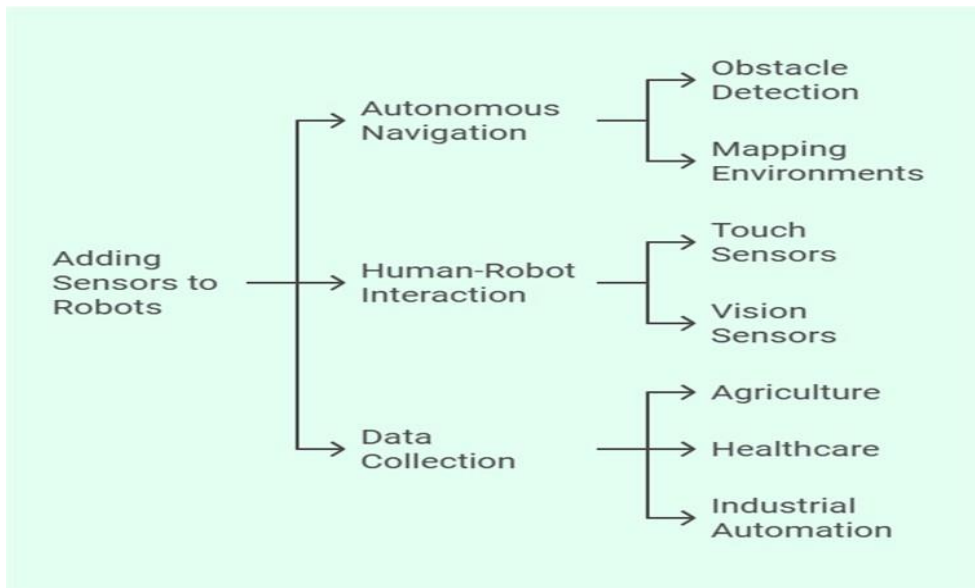 Adding
Sensors to
Robots
Autonomous
Navigation
Obstacle
Detection
Mapping
Environments
Human-Robot
Interaction
Touch
Sensors
Vision
Sensors
Data
Collection
Agriculture
Healthcare
Industrial
Automation